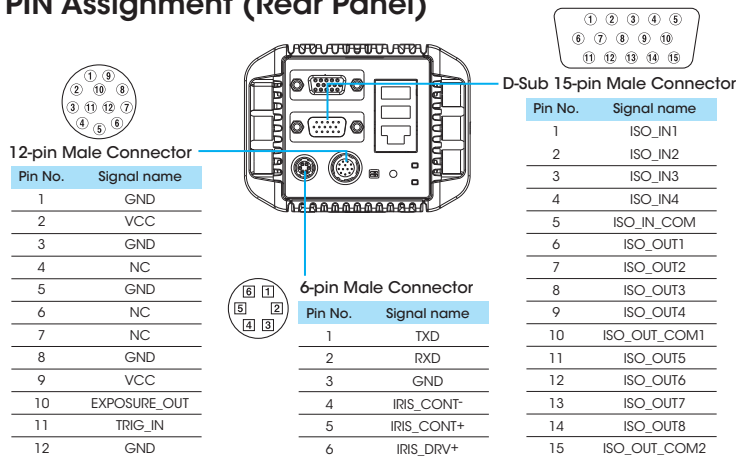 PIN Assignment (Rear Panel)
1 2 3 4 5
6 7 8 9 10
11 12 13 14 15
D-Sub 15-pin Male Connector
Pin No. Signal name
1 ISO_IN1
2 ISO_IN2
3 ISO_IN3
4 ISO_IN4
5 ISO_IN_COM
6 ISO_OUT1
7 ISO_OUT2
8 ISO_OUT3
9 ISO_OUT4
10 ISO_OUT_COM1
11 ISO_OUT5
12 ISO_OUT6
13 ISO_OUT7
14 ISO_OUT8
15 ISO_OUT_COM2
1 9
2 10 8
3 11 12 7
4 5 6
12-pin Male Connector
Pin No. Signal name
1 GND
2 VCC
3 GND
4 NC
5 GND
6 NC
7 NC
8 GND
9 VCC
10 EXPOSURE_OUT
11 TRIG_IN
12 GND
6 1
5 2
4 3
6-pin Male Connector
Pin No. Signal name
1 TXD
2 RXD
3 GND
4 IRIS_CONT-
5 IRIS_CONT+
6 IRIS_DRV+